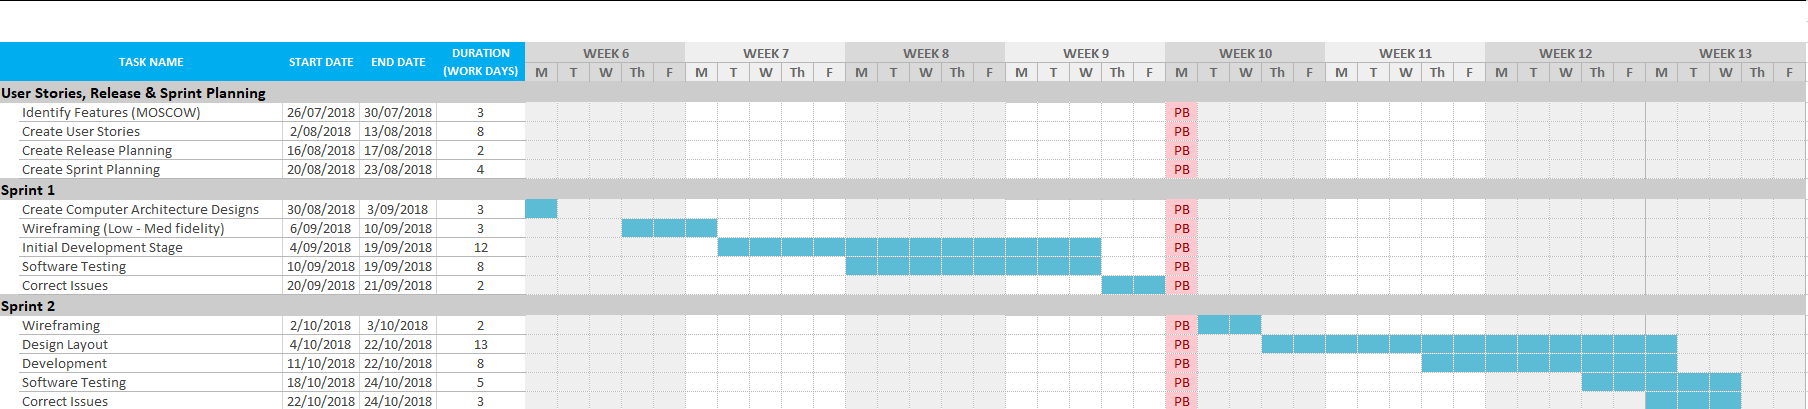 TASK NAME START DATE END DATE DURATION (WORK DAYS) WEEK 6 WEEK 7 WEEK 8 WEEK 9 WEEK 10 WEEK 11 WEEK 12 WEEK 13
M T W Th F M T W Th F M T W Th F M T W Th F M T W Th F M T W Th F M T W Th F M T W Th F
User Stories, Release & Sprint Planning
Identify Features (MOSCOW) 26/07/2018 30/07/2018 3 PB
Create User Stories 2/08/2018 13/08/2018 8 PB
Create Release Planning 16/08/2018 17/08/2018 2 PB
Create Sprint Planning 20/08/2018 23/08/2018 4 PB
Sprint 1
Create Computer Architecture Designs 30/08/2018 3/09/2018 3 PB
Wireframing (Low - Med fidelity) 6/09/2018 10/09/2018 3 PB
Initial Development Stage 4/09/2018 19/09/2018 12 PB
Software Testing 10/09/2018 19/09/2018 8 PB
Correct Issues 20/09/2018 21/09/2018 2 PB
Sprint 2
Wireframing 2/10/2018 3/10/2018 2 PB
Design Layout 4/10/2018 22/10/2018 13 PB
Development 11/10/2018 22/10/2018 8 PB
Software Testing 18/10/2018 24/10/2018 5 PB
Correct Issues 22/10/2018 24/10/2018 3 PB